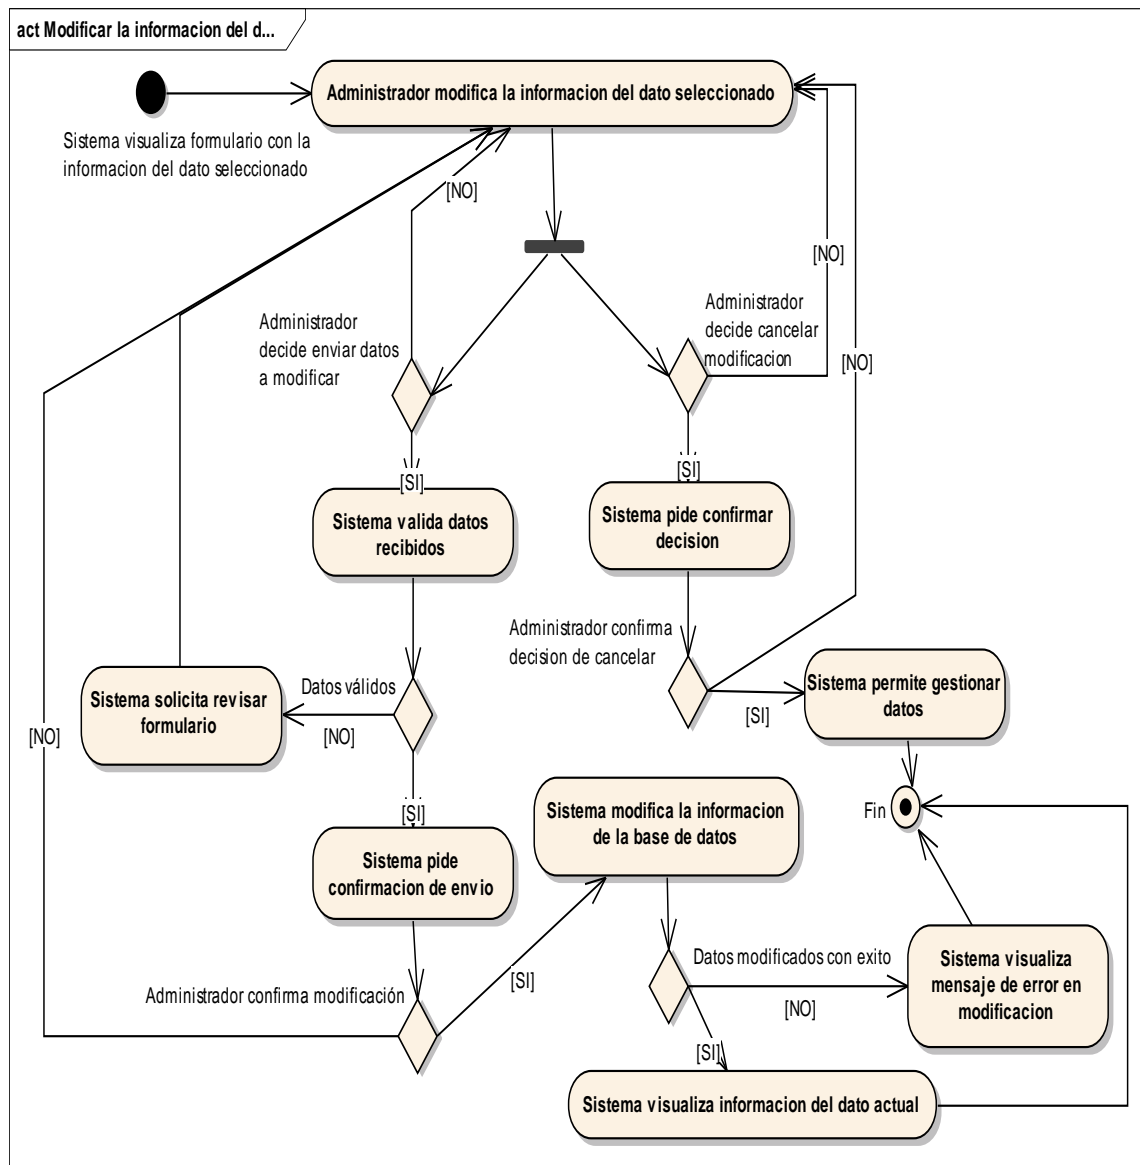 act Modificar la informacion del d...
Administrador modifica la informacion del dato seleccionado
Sistema visualiza formulario con la
informacion del dato seleccionado
[NO]
[NO]
Administrador
decide enviar datos
a modificar
Administrador
decide cancelar
modificacion
[NO]
[SI]
[SI]
Sistema valida datos
recibidos
Sistema pide confirmar
decision
Administrador confirma
decision de cancelar
Sistema solicita revisar
formulario
Datos válidos
[NO]
[NO]
Sistema permite gestionar
datos
[SI]
[SI]
Sistema modifica la informacion
de la base de datos
Fin
Sistema pide
confirmacion de envio
Administrador confirma modificación
[SI]
Datos modificados con exito
[NO]
Sistema visualiza
mensaje de error en
modificacion
[SI]
Sistema visualiza informacion del dato actual